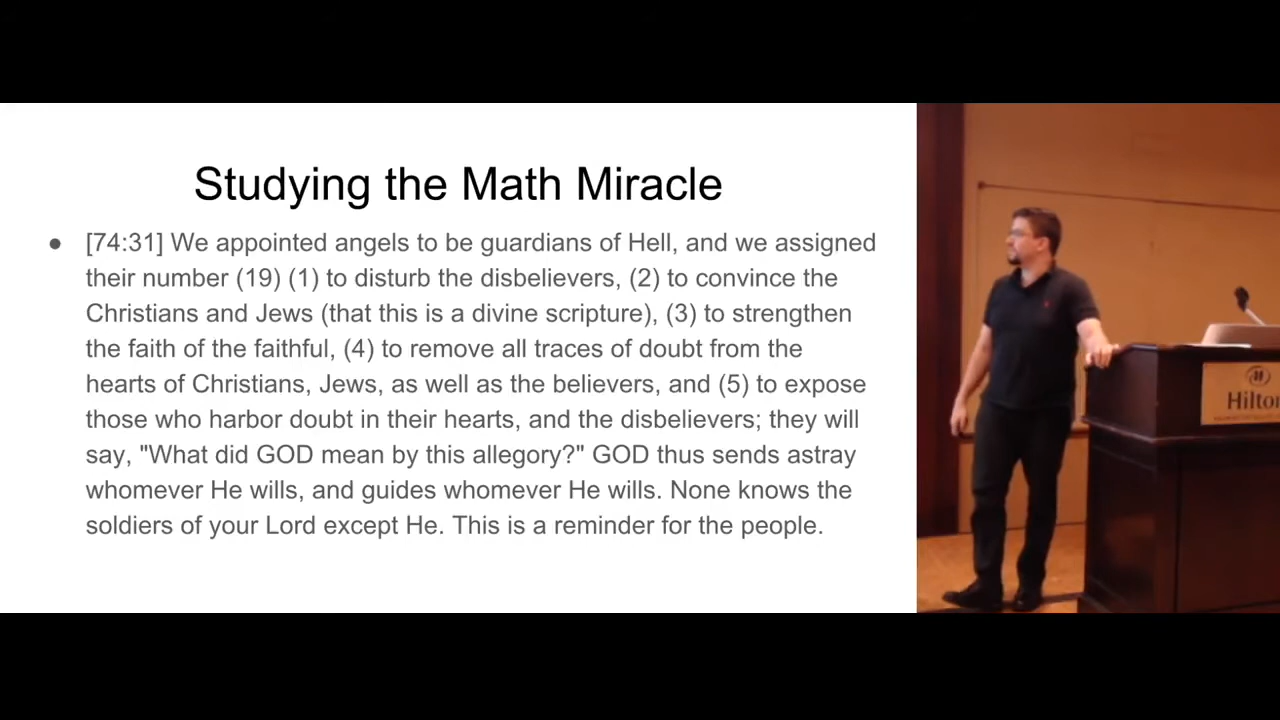 Studying the Math Miracle
● [74:31] We appointed angels to be guardians of Hell, and we assigned
their number (19) (1) to disturb the disbelievers, (2) to convince the
Christians and Jews (that this is a divine scripture), (3) to strengthen
the faith of the faithful, (4) to remove all traces of doubt from the
hearts of Christians, Jews, as well as the believers, and (5) to expose
those who harbor doubt in their hearts, and the disbelievers; they will
say, "What did GOD mean by this allegory?" GOD thus sends astray
whomever He wills, and guides whomever He wills. None knows the
soldiers of your Lord except He. This is a reminder for the people.
Hilton